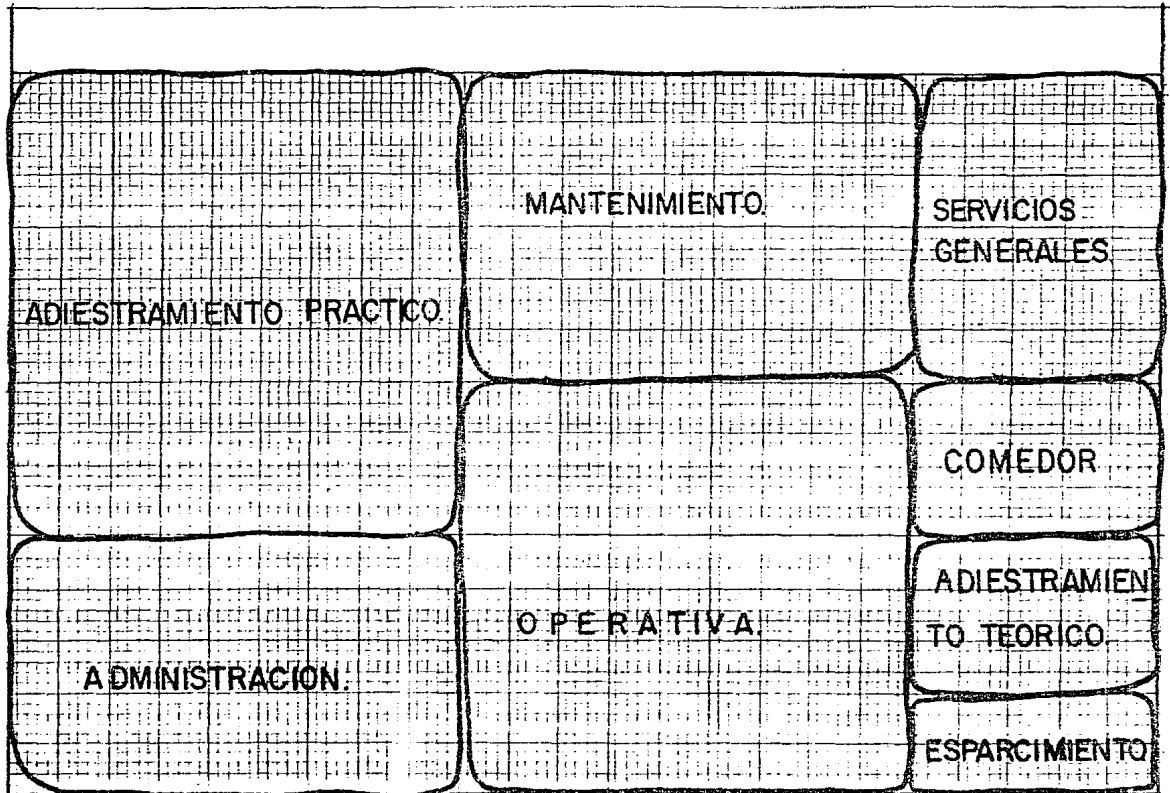 ADIESTRAMIENTO PRACTICO.
ADMINISTRACION.
MANTENIMIENTO.
OPERATIVA.
SERVICIOS
GENERALES
COMEDOR
ADIESTRAMIEN
TO TEORICO.
ESPARCIMIENTO